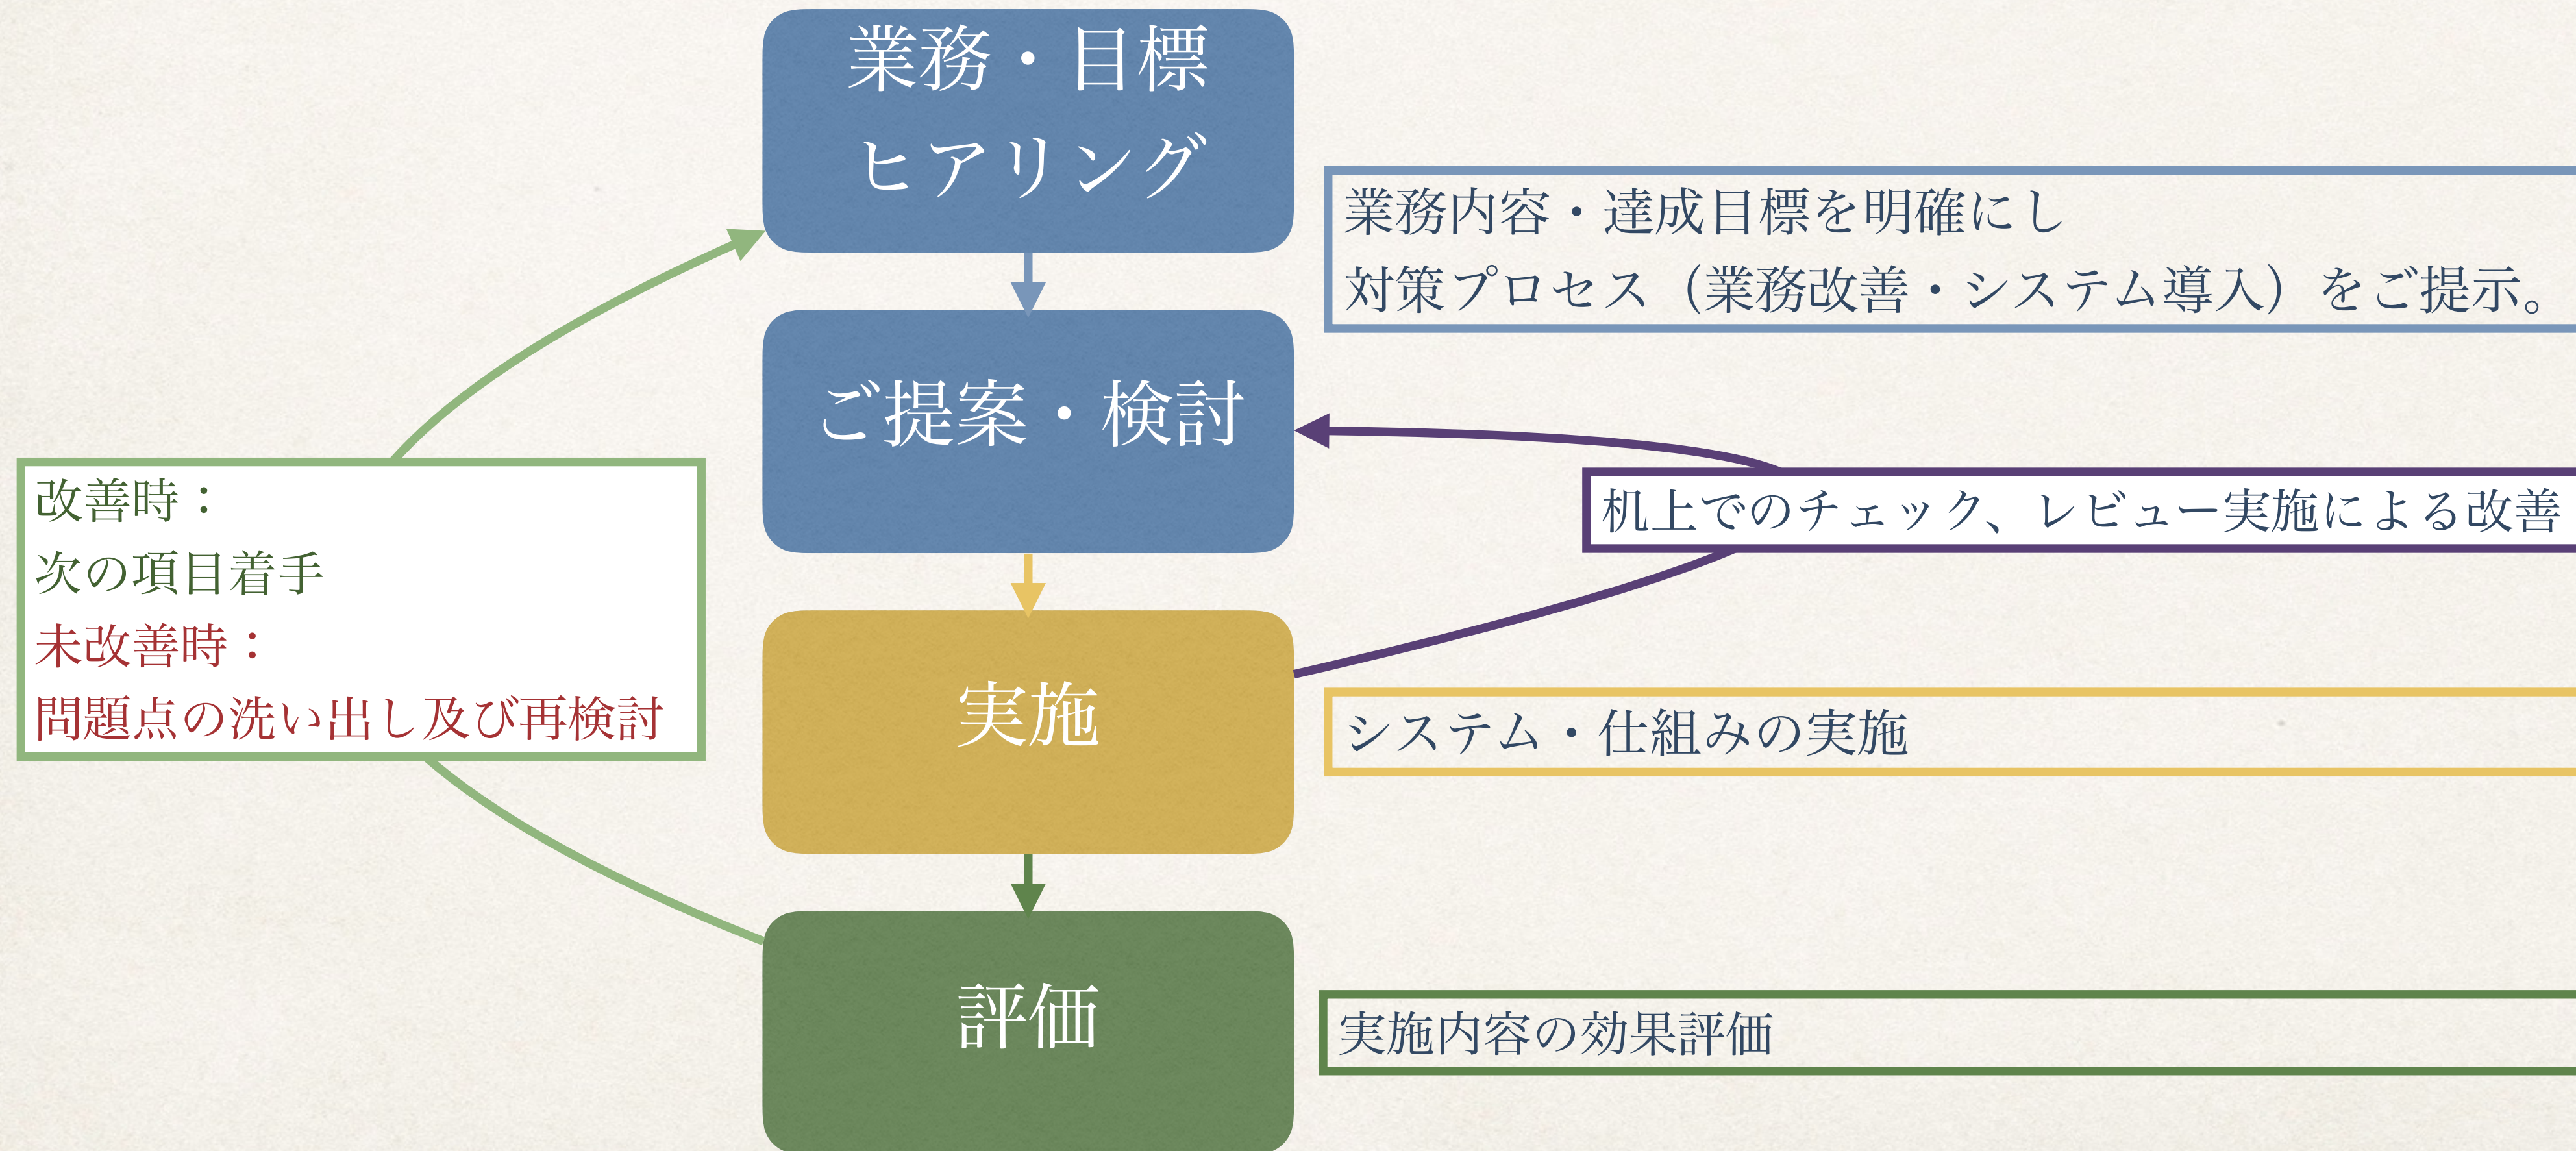 業務・目標
ヒアリング
業務内容・達成目標を明確にし
対策プロセス（業務改善・システム導入）をご提示。
ご提案・検討
机上でのチェック、レビュー実施による改善
改善時：
次の項目着手
未改善時：
問題点の洗い出し及び再検討
実施
システム・仕組みの実施
評価
実施内容の効果評価